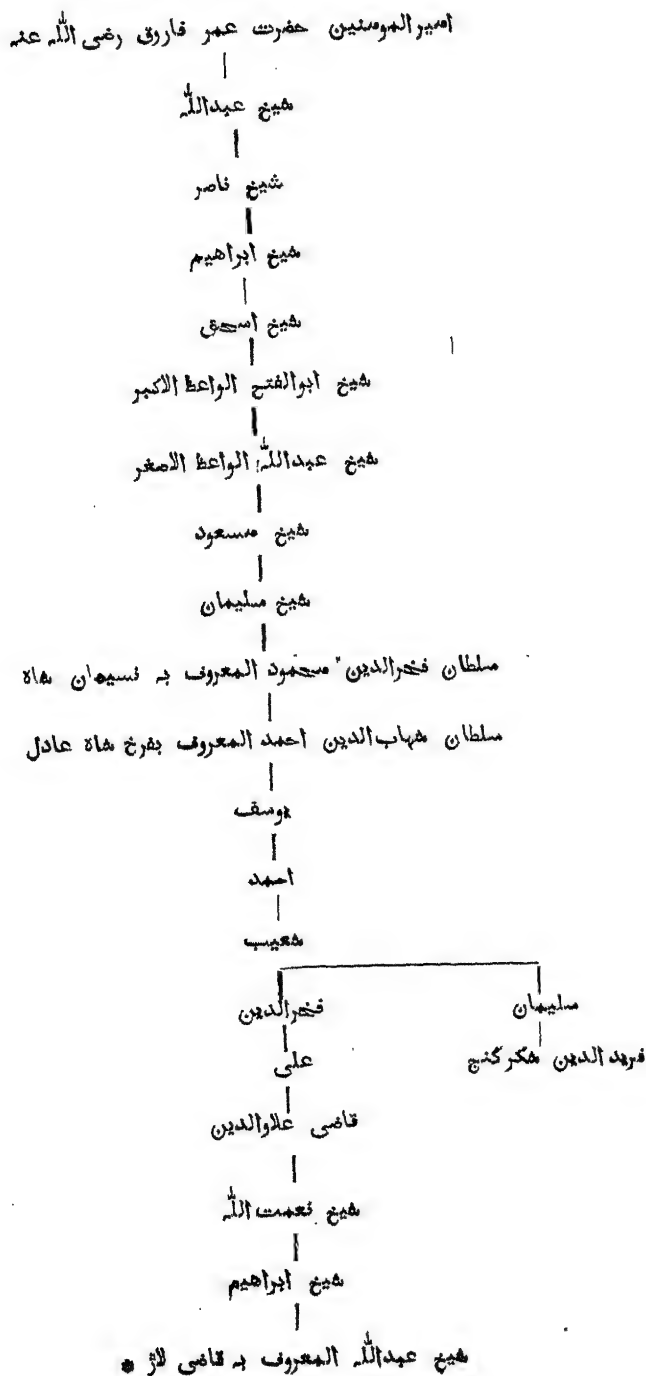 امیرالمومنین حضرت عمر فاروق رضی اللہ عنہ
شیخ عبداللہ
شیخ ناصر
شیخ ابراهیم
شیخ اسحق
شیخ ابوالفتح الواعظ الاکبر
شیخ عبداللہ الواعظ الاصغر
شیخ مسعود
شیخ سلیمان
سلطان فخرالدین محمود المعروف بہ نسیمان شاہ
سلطان شہاب‌الدین احمد المعروف بفرخ شاہ عادل
یوسف
احمد
شعیب
سلیمان
فخرالدین
فریدالدین شکر گنج
علی
قاضی علاوالدین
شیخ نعمت‌اللہ
شیخ ابراهیم
شیخ عبداللہ المعروف بہ قاضی لاژ *